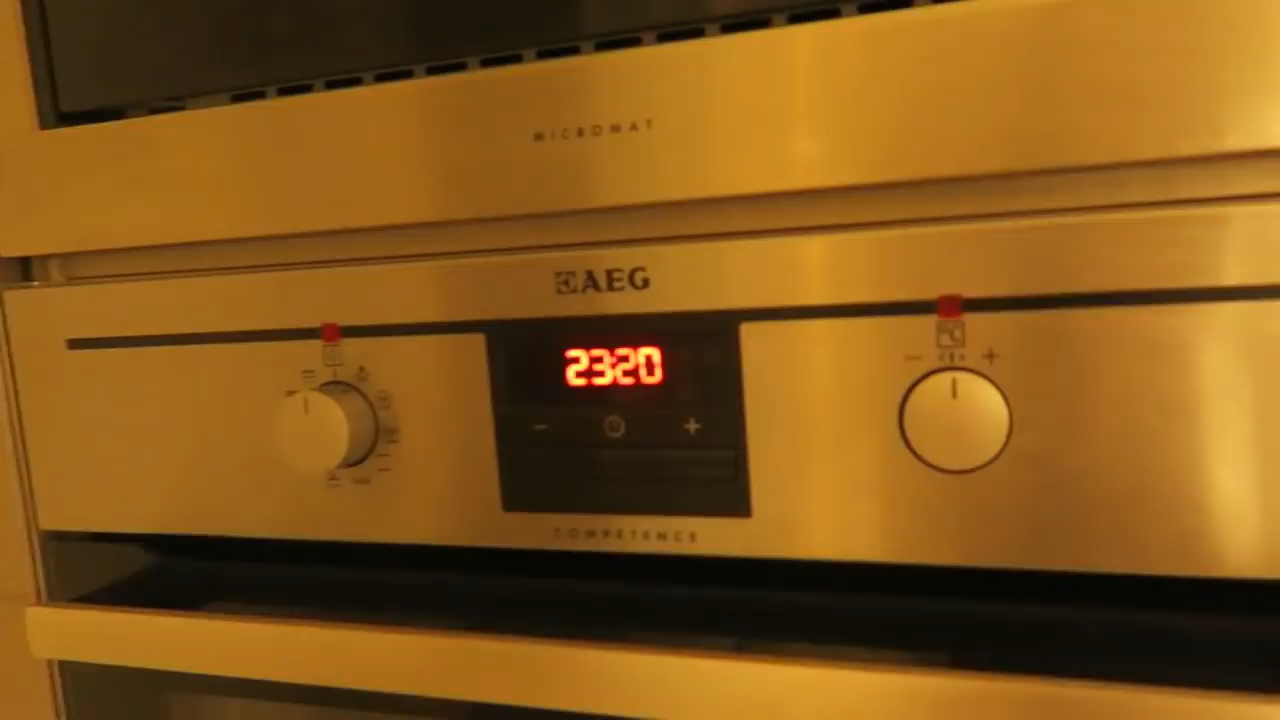 MICROMAT
AEG
23:20
°C
− +
− +
COMPETENCE